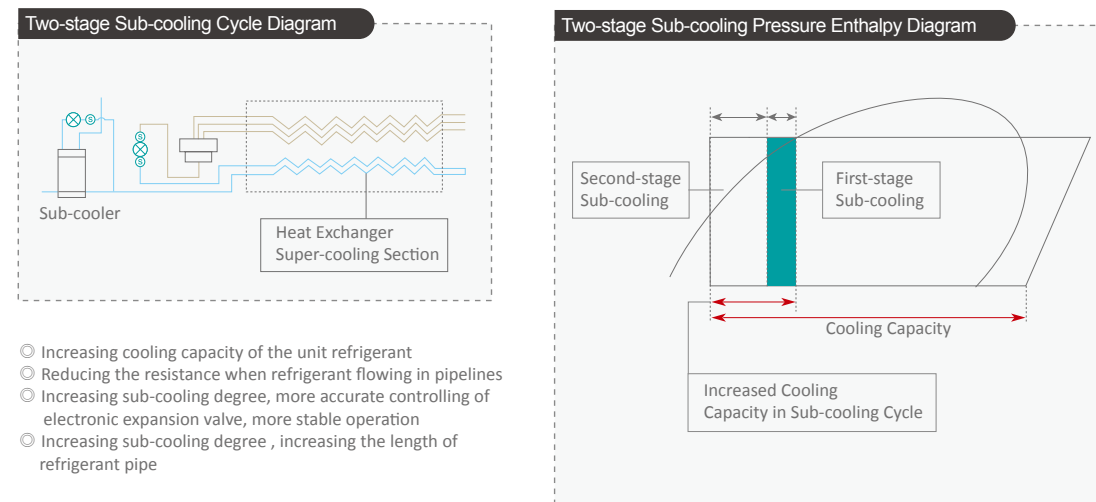 Two-stage Sub-cooling Cycle Diagram
S
S
S
Sub-cooler
Heat Exchanger
Super-cooling Section
◎ Increasing cooling capacity of the unit refrigerant
◎ Reducing the resistance when refrigerant flowing in pipelines
◎ Increasing sub-cooling degree, more accurate controlling of
electronic expansion valve, more stable operation
◎ Increasing sub-cooling degree , increasing the length of
refrigerant pipe
Two-stage Sub-cooling Pressure Enthalpy Diagram
Second-stage
Sub-cooling
First-stage
Sub-cooling
Cooling Capacity
Increased Cooling
Capacity in Sub-cooling Cycle